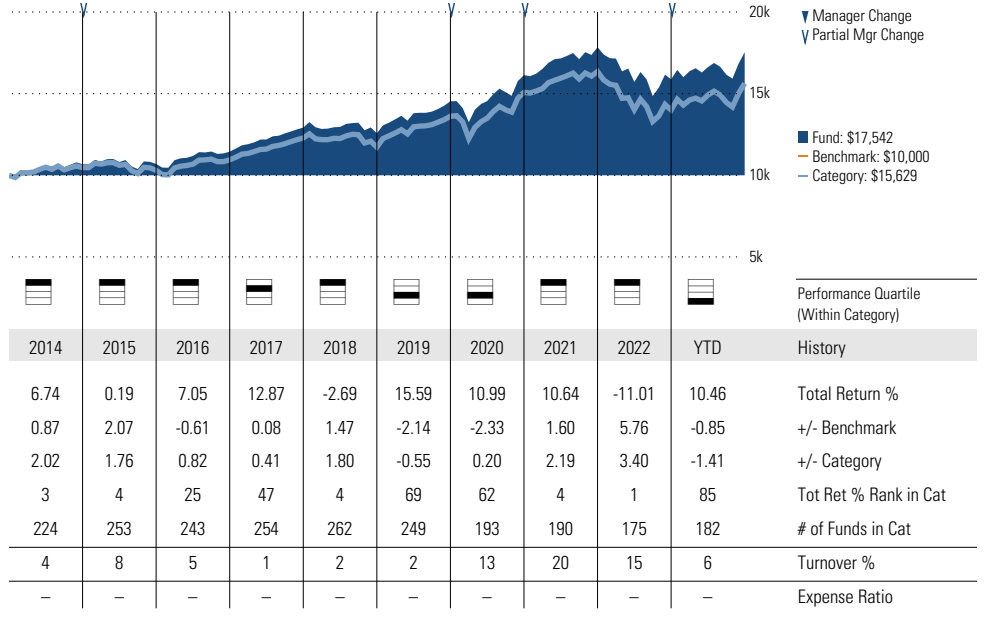 20k
▼ Manager Change
Partial Mgr Change
15k
Fund: $17,542
Benchmark: $10,000
10k
Category: $15,629
5k
Performance Quartile
(Within Category)
2014 2015 2016 2017 2018 2019 2020 2021 2022 YTD History
6.74 0.19 7.05 12.87 -2.69 15.59 10.99 10.64 -11.01 10.46 Total Return %
0.87 2.07 -0.61 0.08 1.47 -2.14 -2.33 1.60 5.76 -0.85 +/- Benchmark
2.02 1.76 0.82 0.41 1.80 -0.55 0.20 2.19 3.40 -1.41 +/- Category
3 4 25 47 4 69 62 4 1 85 Tot Ret % Rank in Cat
224 253 243 254 262 249 193 190 175 182 # of Funds in Cat
4 8 5 1 2 2 13 20 15 6 Turnover %
– – – – – – – – – – Expense Ratio